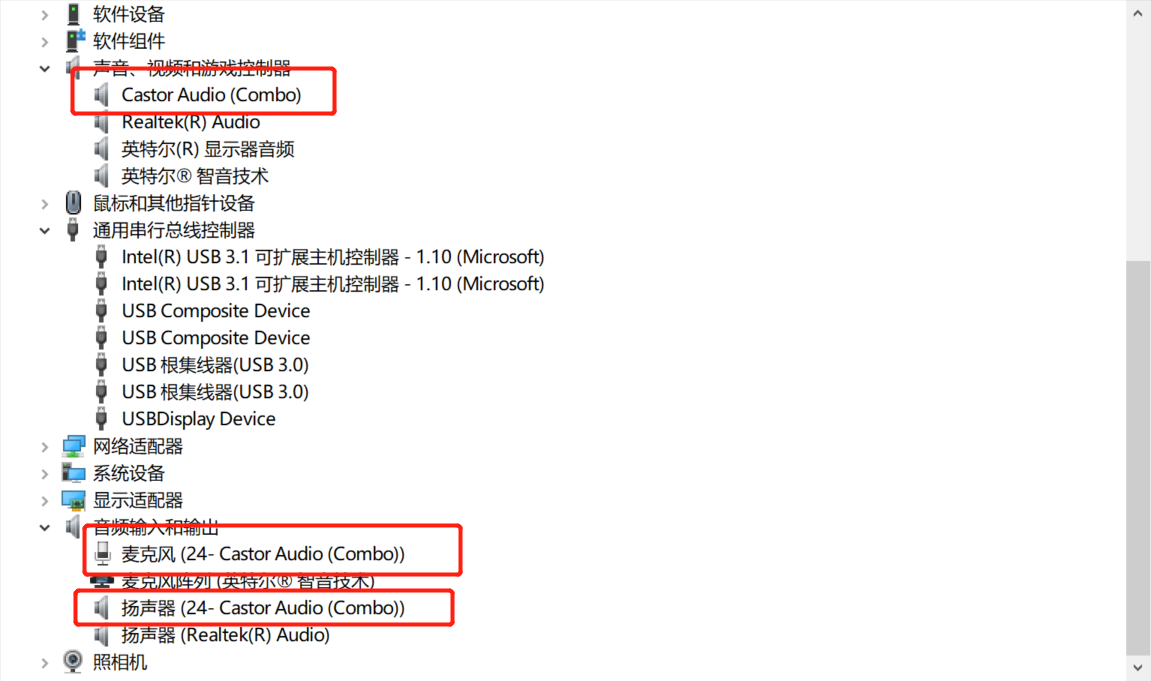 软件设备
软件组件
声音、视频和游戏控制器
Castor Audio (Combo)
Realtek(R) Audio
英特尔(R) 显示器音频
英特尔® 智音技术
鼠标和其他指针设备
通用串行总线控制器
Intel(R) USB 3.1 可扩展主机控制器 - 1.10 (Microsoft)
Intel(R) USB 3.1 可扩展主机控制器 - 1.10 (Microsoft)
USB Composite Device
USB Composite Device
USB 根集线器(USB 3.0)
USB 根集线器(USB 3.0)
USBDisplay Device
网络适配器
系统设备
显示适配器
音频输入和输出
麦克风 (24- Castor Audio (Combo))
麦克风阵列 (英特尔® 智音技术)
扬声器 (24- Castor Audio (Combo))
扬声器 (Realtek(R) Audio)
照相机